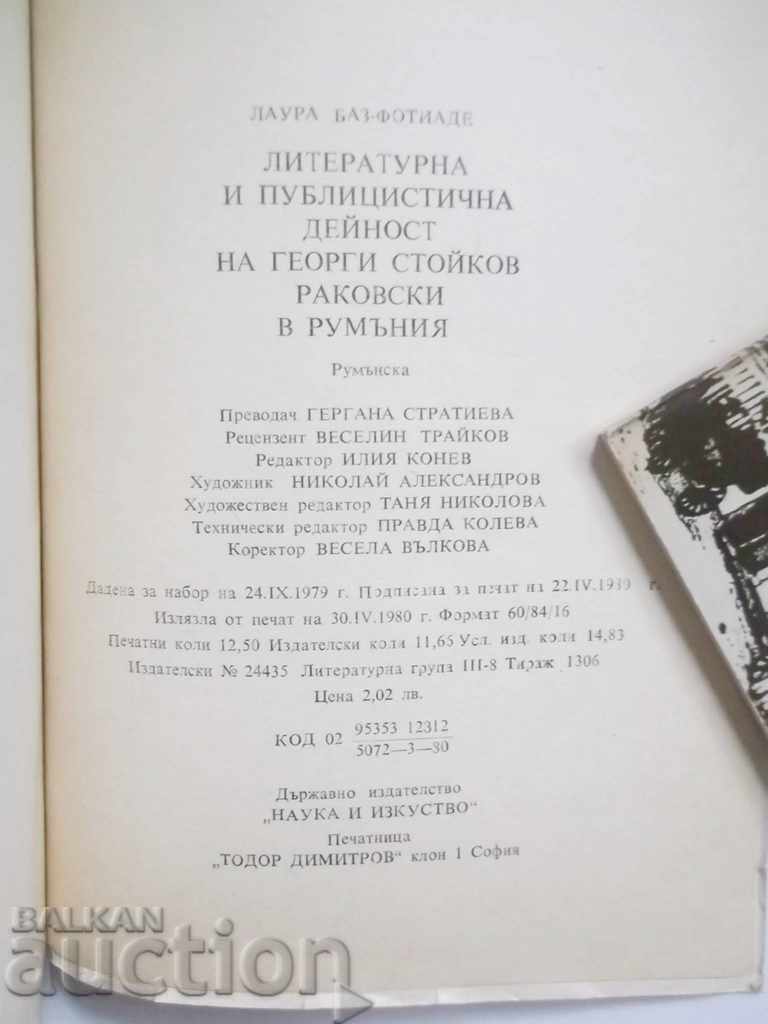 ЛАУРА БАЗ-ФОТИАДЕ
ЛИТЕРАТУРНА
И ПУБЛИЦИСТИЧНА
ДЕЙНОСТ
НА ГЕОРГИ СТОЙКОВ
РАКОВСКИ
В РУМЪНИЯ
Румънска
Преводач ГЕРГАНА СТРАТИЕВА
Рецензент ВЕСЕЛИН ТРАЙКОВ
Редактор ИЛИЯ КОНЕВ
Художник НИКОЛАЙ АЛЕКСАНДРОВ
Художествен редактор ТАНЯ НИКОЛОВА
Технически редактор ПРАВДА КОЛЕВА
Коректор ВЕСЕЛА ВЪЛКОВА
Дадена за набор на 24.IX.1979 г. Подписана за печат на г.
Излязла от печат на 30.IV.1980 г. Формат 60/84/16
Печатни коли 12,50 Издателски коли 11,65 Усл. изд. коли 14,83
Издателски № 24435 Литературна група III-8 Тираж 1306
Цена 2,02 лв.
КОД 02 95353 12312
5072—3—80
Държавно издателство
„НАУКА И ИЗКУСТВО“
Печатница
„ТОДОР ДИМИТРОВ“ клон 1 София
BALKAN
auction